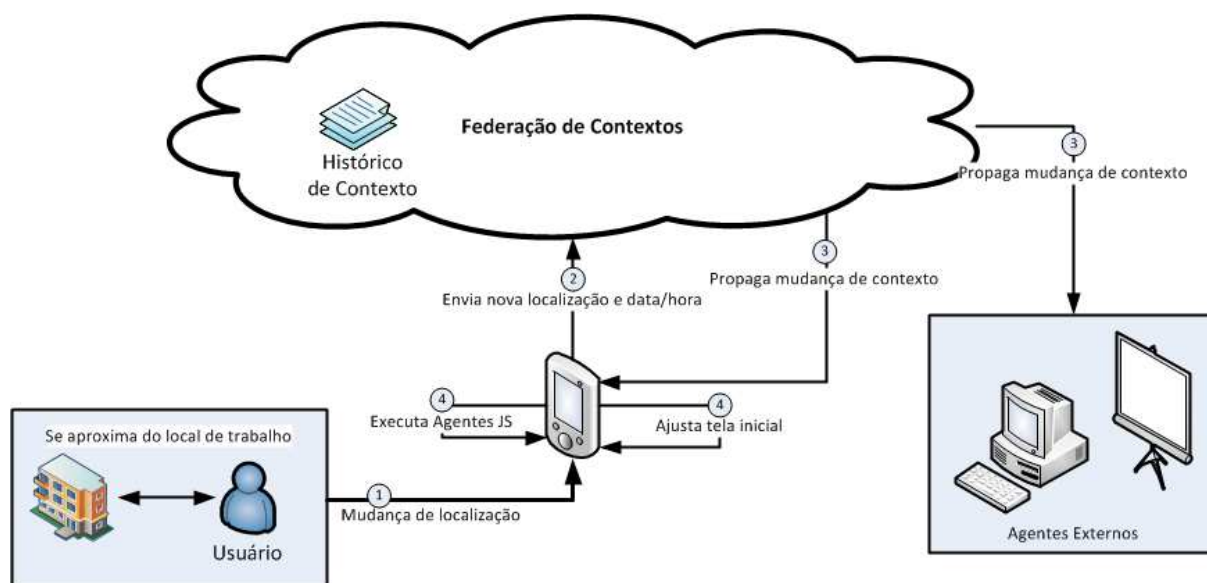 Federação de Contextos
Histórico
de Contexto
3
Propaga mudança de contexto
3
Propaga mudança de contexto
2
Envia nova localização e data/hora
4
Executa Agentes JS
4
Ajusta tela inicial
Se aproxima do local de trabalho
Usuário
1
Mudança de localização
Agentes Externos